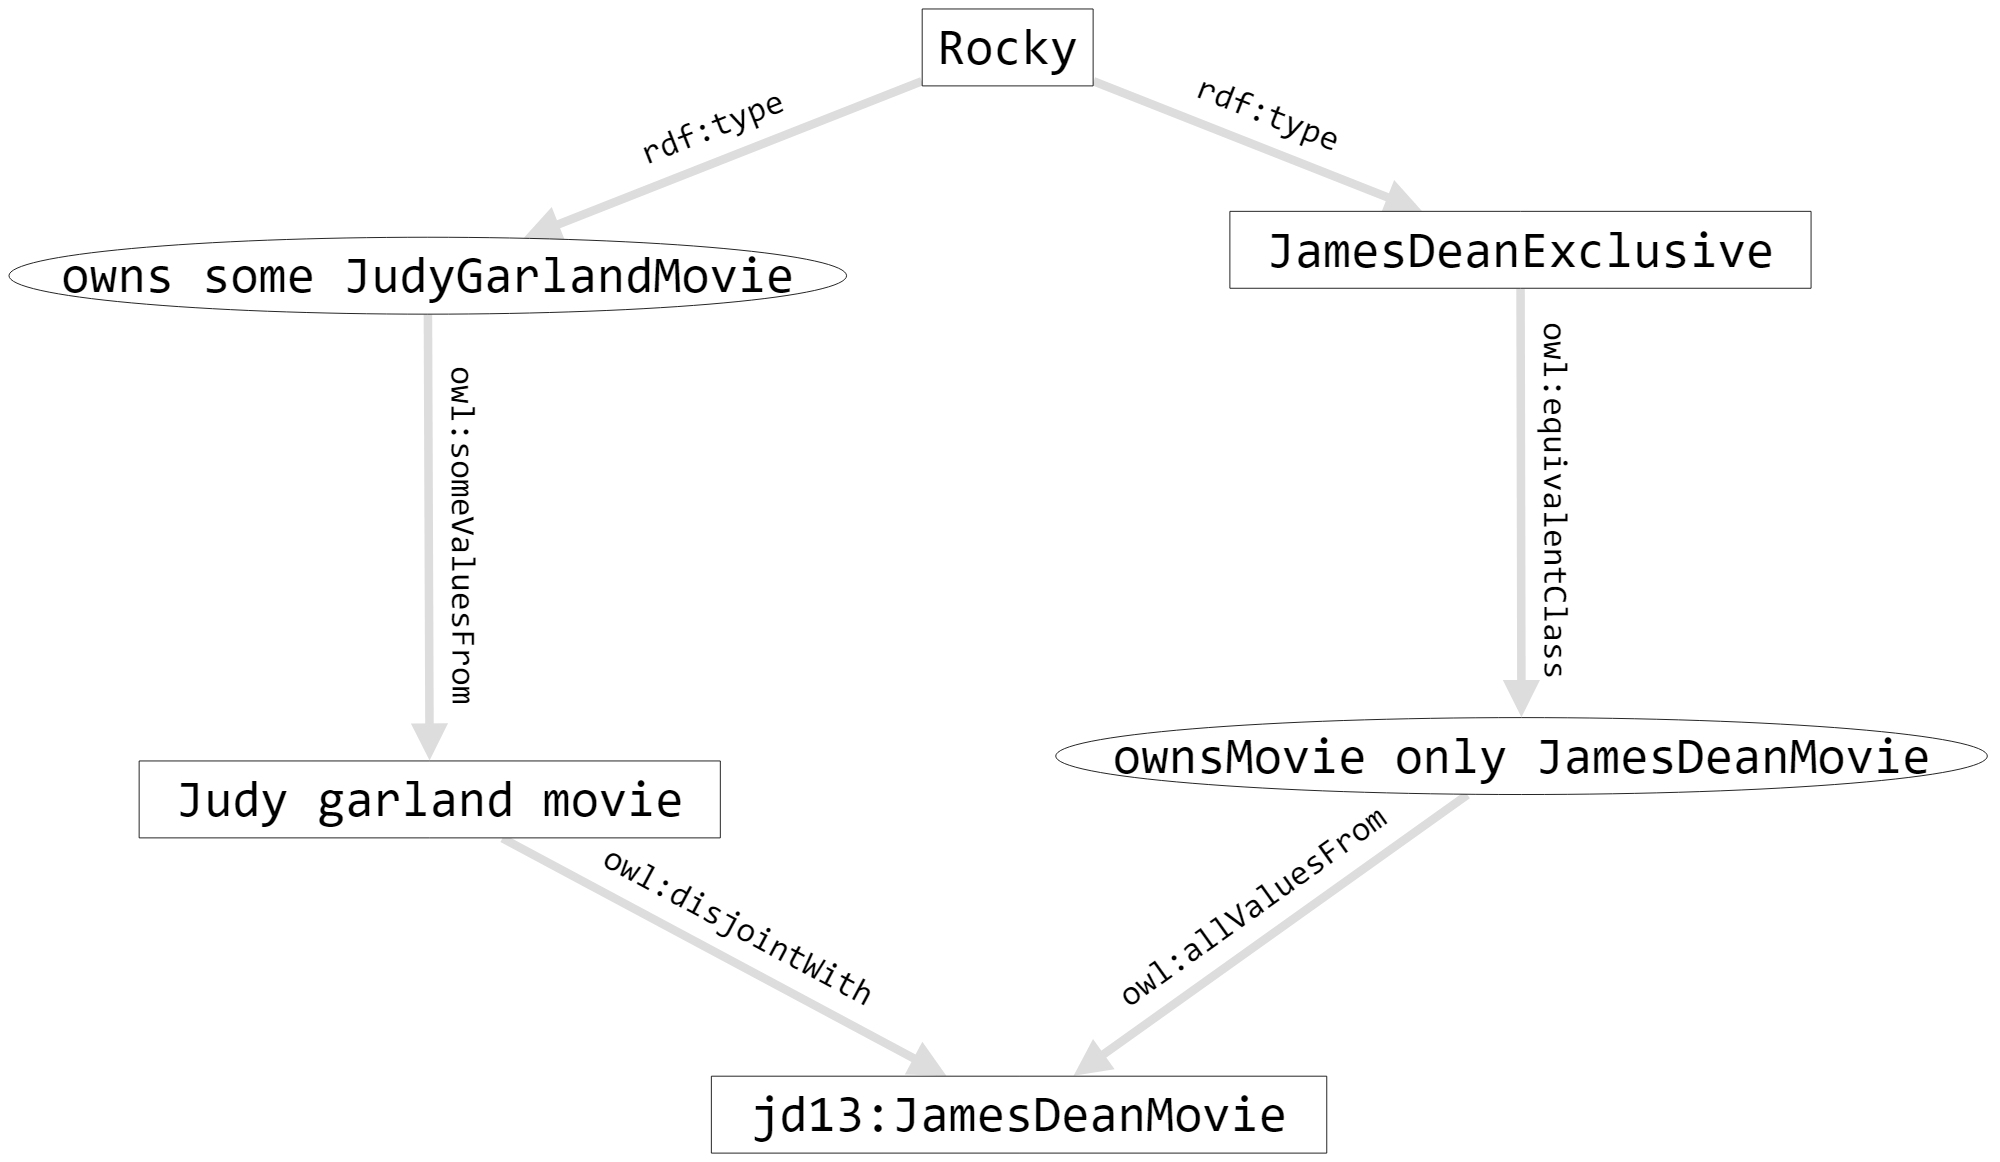 Rocky
rdf:type
rdf:type
JamesDeanExclusive
owns some JudyGarlandMovie
owl:someValuesFrom
owl:equivalentClass
ownsMovie only JamesDeanMovie
Judy garland movie
owl:disjointWith
owl:allValuesFrom
jd13:JamesDeanMovie